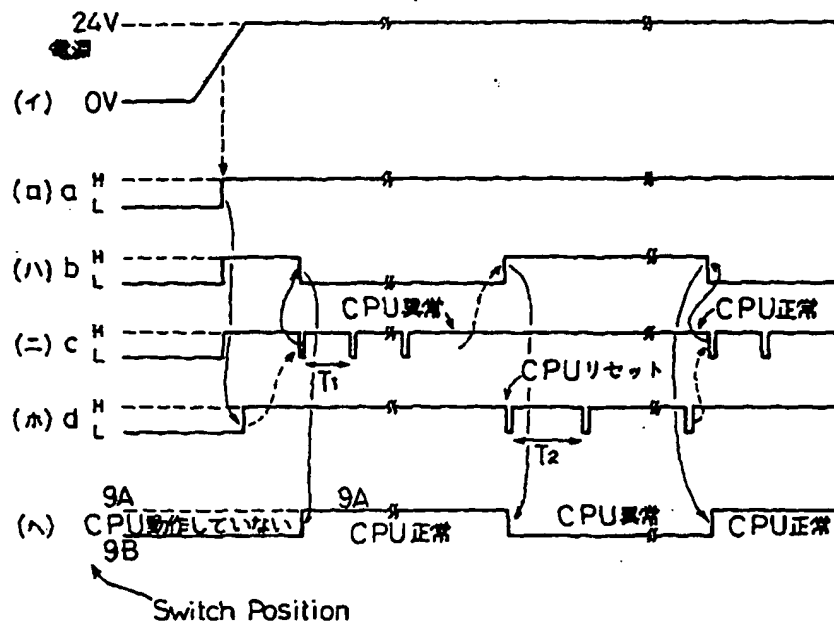 24V
電源
(イ) 0V
(ロ) a H
L
(ハ) b H
L
CPU異常
CPU正常
(ニ) c H
L
T1
CPUリセット
(ホ) d H
L
T2
9A
9A
(ヘ) CPU動作していない
CPU正常
CPU異常
CPU正常
9B
Switch Position